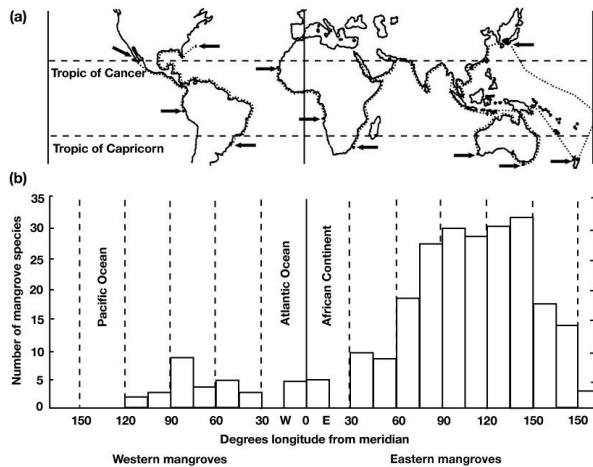 (a)
Tropic of Cancer
Tropic of Capricorn
(b)
Number of mangrove species
35
30
25
20
15
10
5
0
Pacific Ocean
Atlantic Ocean
African Continent
150 120 90 60 30 W 0 E 30 60 90 120 150 150
Degrees longitude from meridian
Western mangroves Eastern mangroves